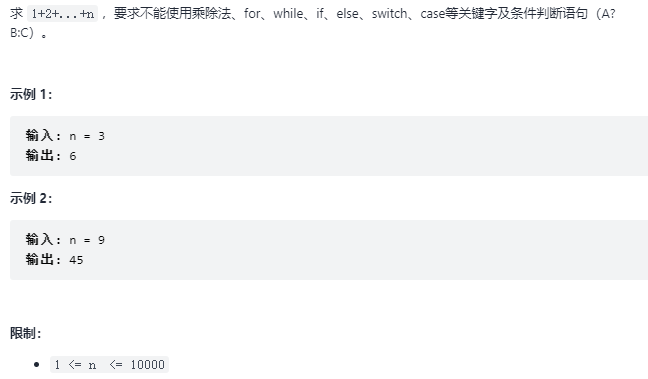 求 1+2+...+n ，要求不能使用乘除法、for、while、if、else、switch、case等关键字及条件判断语句（A?
B:C）。
示例 1：
输入: n = 3
输出: 6
示例 2：
输入: n = 9
输出: 45
限制：
• 1 <= n <= 10000